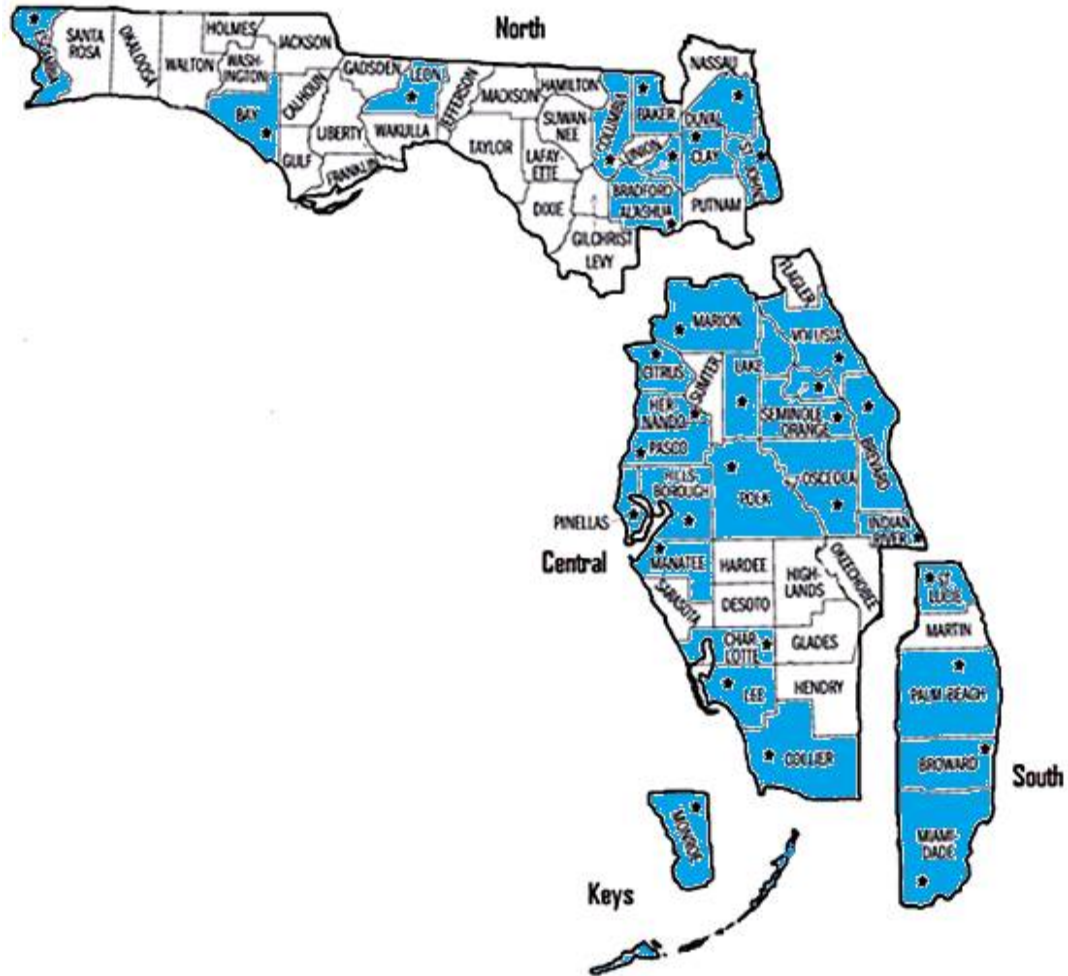 North
ESCAMBIA
SANTA
ROSA
OKALOOSA
WALTON
HOLMES
WASH-
INGTON
JACKSON
BAY
CALHOUN
GULF
LIBERTY
FRANKLIN
GADSDEN
LEON
WAKULLA
JEFFERSON
MADISON
TAYLOR
HAMILTON
SUWAN-
NEE
LAFAY-
ETTE
DIXIE
COLUMBIA
BAKER
UNION
BRADFORD
ALACHUA
GILCHRIST
LEVY
NASSAU
DUVAL
CLAY
ST. JOHN
PUTNAM
FLAGLER
MARION
VOLUSIA
CITRUS
SUMTER
LAKE
HER-
NANDO
SEMINOLE
ORANGE
PASCO
BREVARD
HILLS-
BOROUGH
POLK
OSCEOLA
PINELLAS
INDIAN
RIVER
Central
MANATEE
HARDEE
HIGH-
LANDS
OKEECHOBEE
SARASOTA
DESOTO
CHAR-
LOTTE
GLADES
LEE
HENDRY
COLLIER
ST.
LUCIE
MARTIN
PALM BEACH
BROWARD
South
MIAMI-
DADE
MONROE
Keys